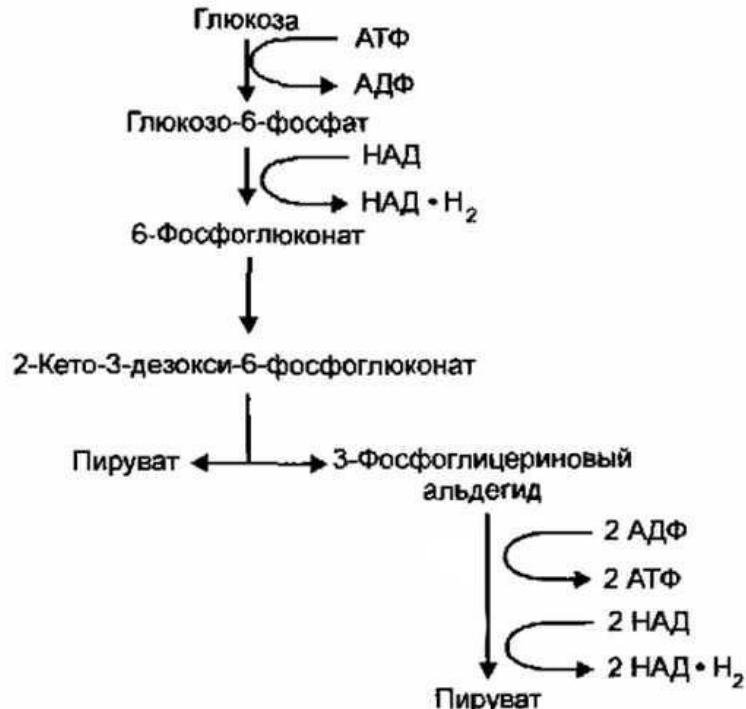 Глюкоза
АТФ
АДФ
Глюкозо-6-фосфат
НАД
НАД • H₂
6-Фосфоглюконат
2-Кето-3-дезокси-6-фосфоглюконат
Пируват
3-Фосфоглицериновый
альдегид
2 АДФ
2 АТФ
2 НАД
2 НАД • H₂
Пируват